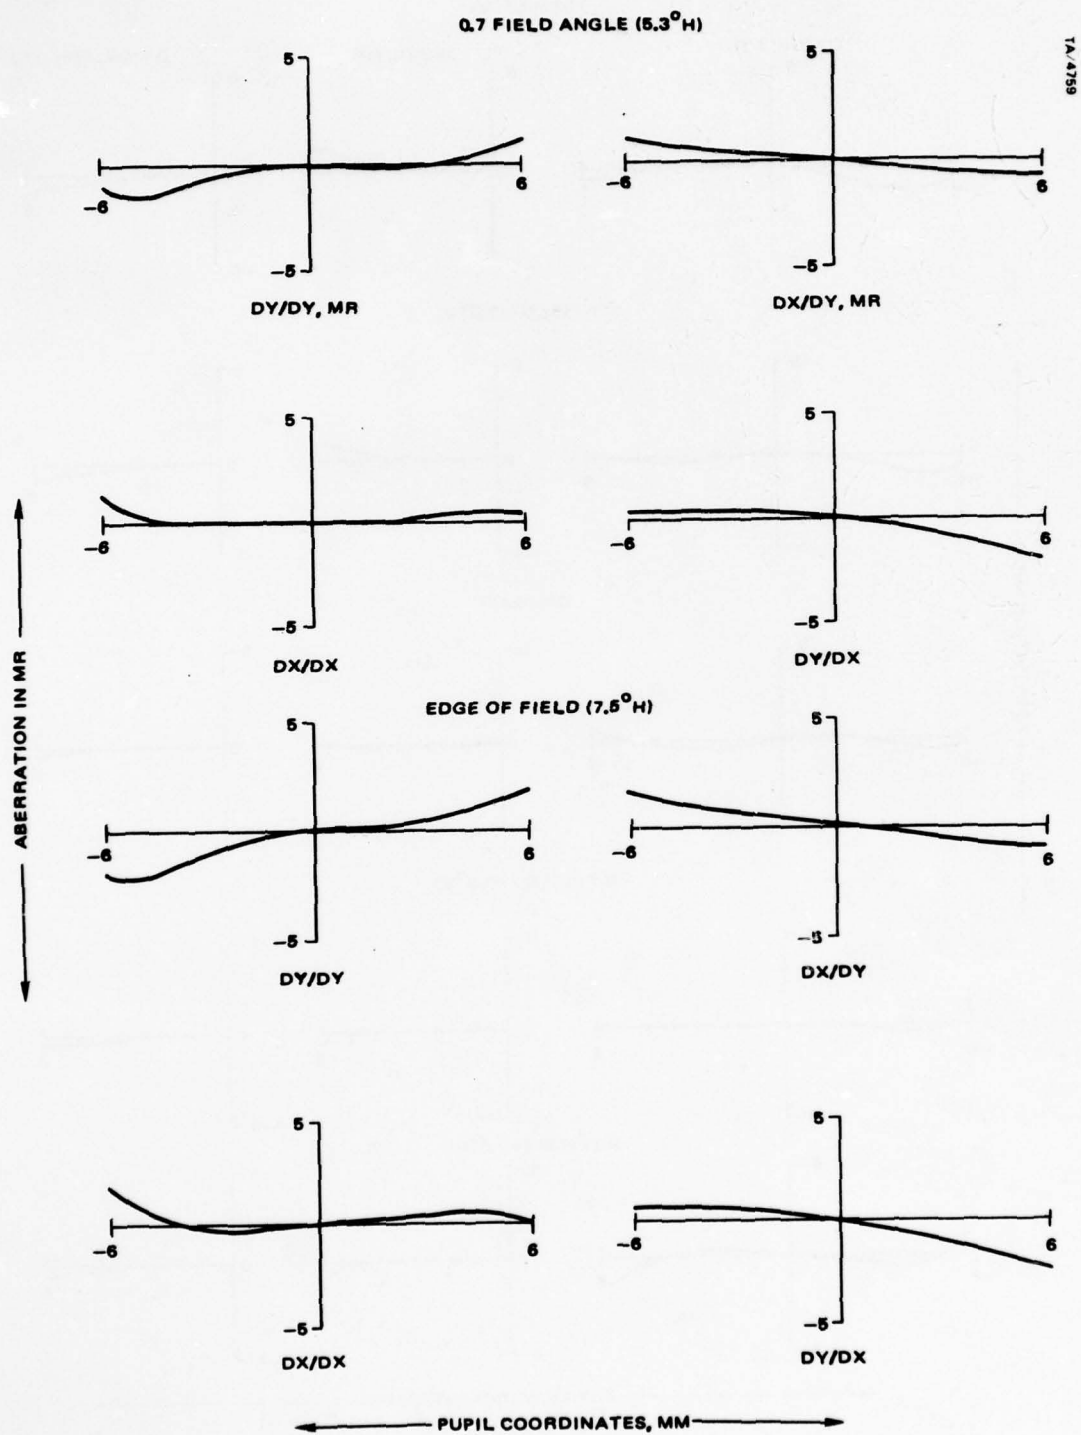 0.7 FIELD ANGLE (5.3°H)
TA/4759
5
5
-6
6
-6
6
-5
-5
DY/DY, MR
DX/DY, MR
5
5
-6
6
-6
6
-5
-5
DX/DX
DY/DX
ABERRATION IN MR
EDGE OF FIELD (7.5°H)
5
5
-6
6
-6
6
-5
-5
DY/DY
DX/DY
5
5
-6
6
-6
6
-5
-5
DX/DX
DY/DX
PUPIL COORDINATES, MM